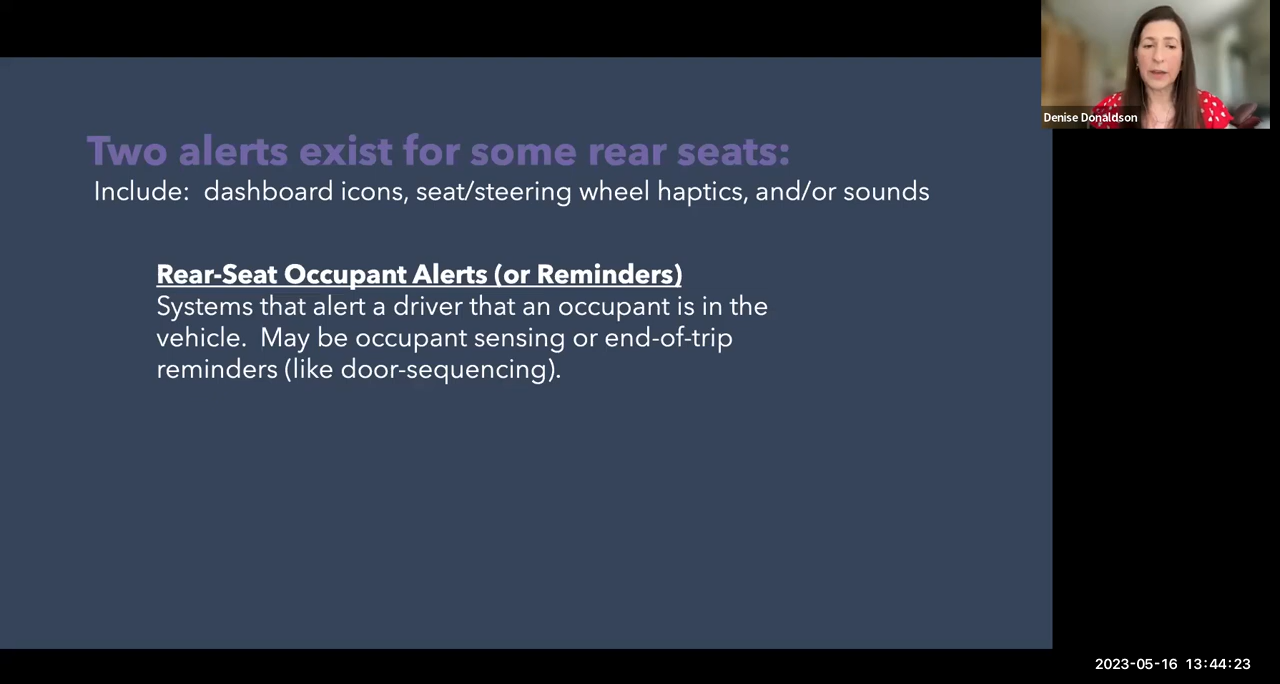 Denise Donaldson
Two alerts exist for some rear seats:
Include:  dashboard icons, seat/steering wheel haptics, and/or sounds
Rear-Seat Occupant Alerts (or Reminders)
Systems that alert a driver that an occupant is in the
vehicle.  May be occupant sensing or end-of-trip
reminders (like door-sequencing).
2023-05-16  13:44:23